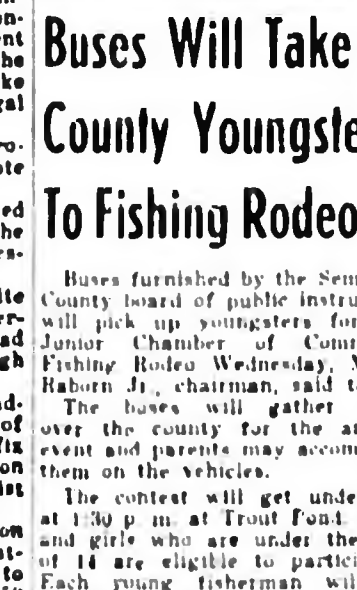 Buses Will Take
County Youngste
To Fishing Rodeo
Buses furnished by the Sem
County board of public instru
will pick up youngsters for
Junior Chamber of Com
Fishing Rodeo Wednesday,
Raborn Jr., chairman, said t
The buses will gather
over the county for the a
event and parents may accom
them on the vehicles.
The contest will get unde
at 1:30 p. m. at Trout Pond.
and girls who are under the
of 14 are eligible to partici
Each young fisherman wil